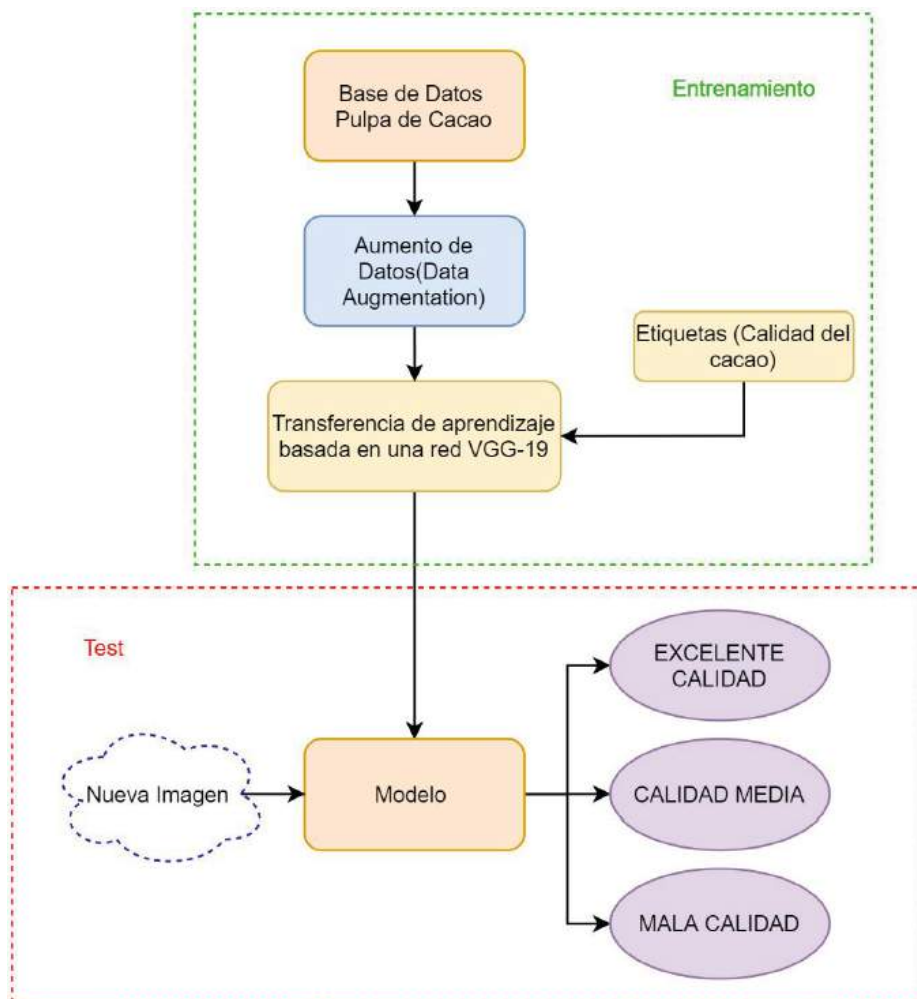 Base de Datos
Pulpa de Cacao
Entrenamiento
Aumento de
Datos(Data
Augmentation)
Etiquetas (Calidad del
cacao)
Transferencia de aprendizaje
basada en una red VGG-19
Test
EXCELENTE
CALIDAD
Nueva Imagen
Modelo
CALIDAD MEDIA
MALA CALIDAD